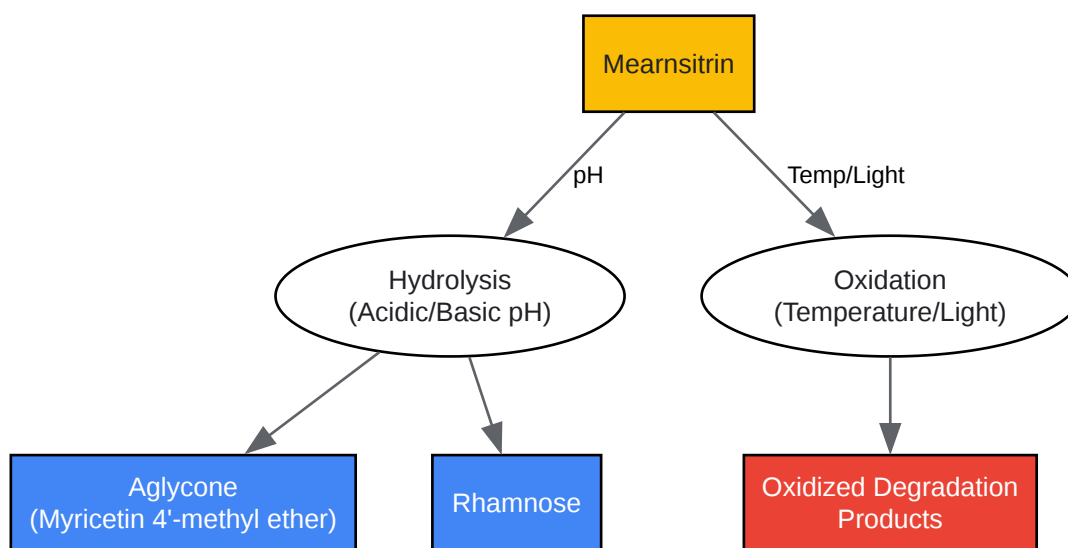 Mearnsitrin
pH
Temp/Light
Hydrolysis
(Acidic/Basic pH)
Oxidation
(Temperature/Light)
Aglycone
(Myricetin 4'-methyl ether)
Rhamnose
Oxidized Degradation
Products